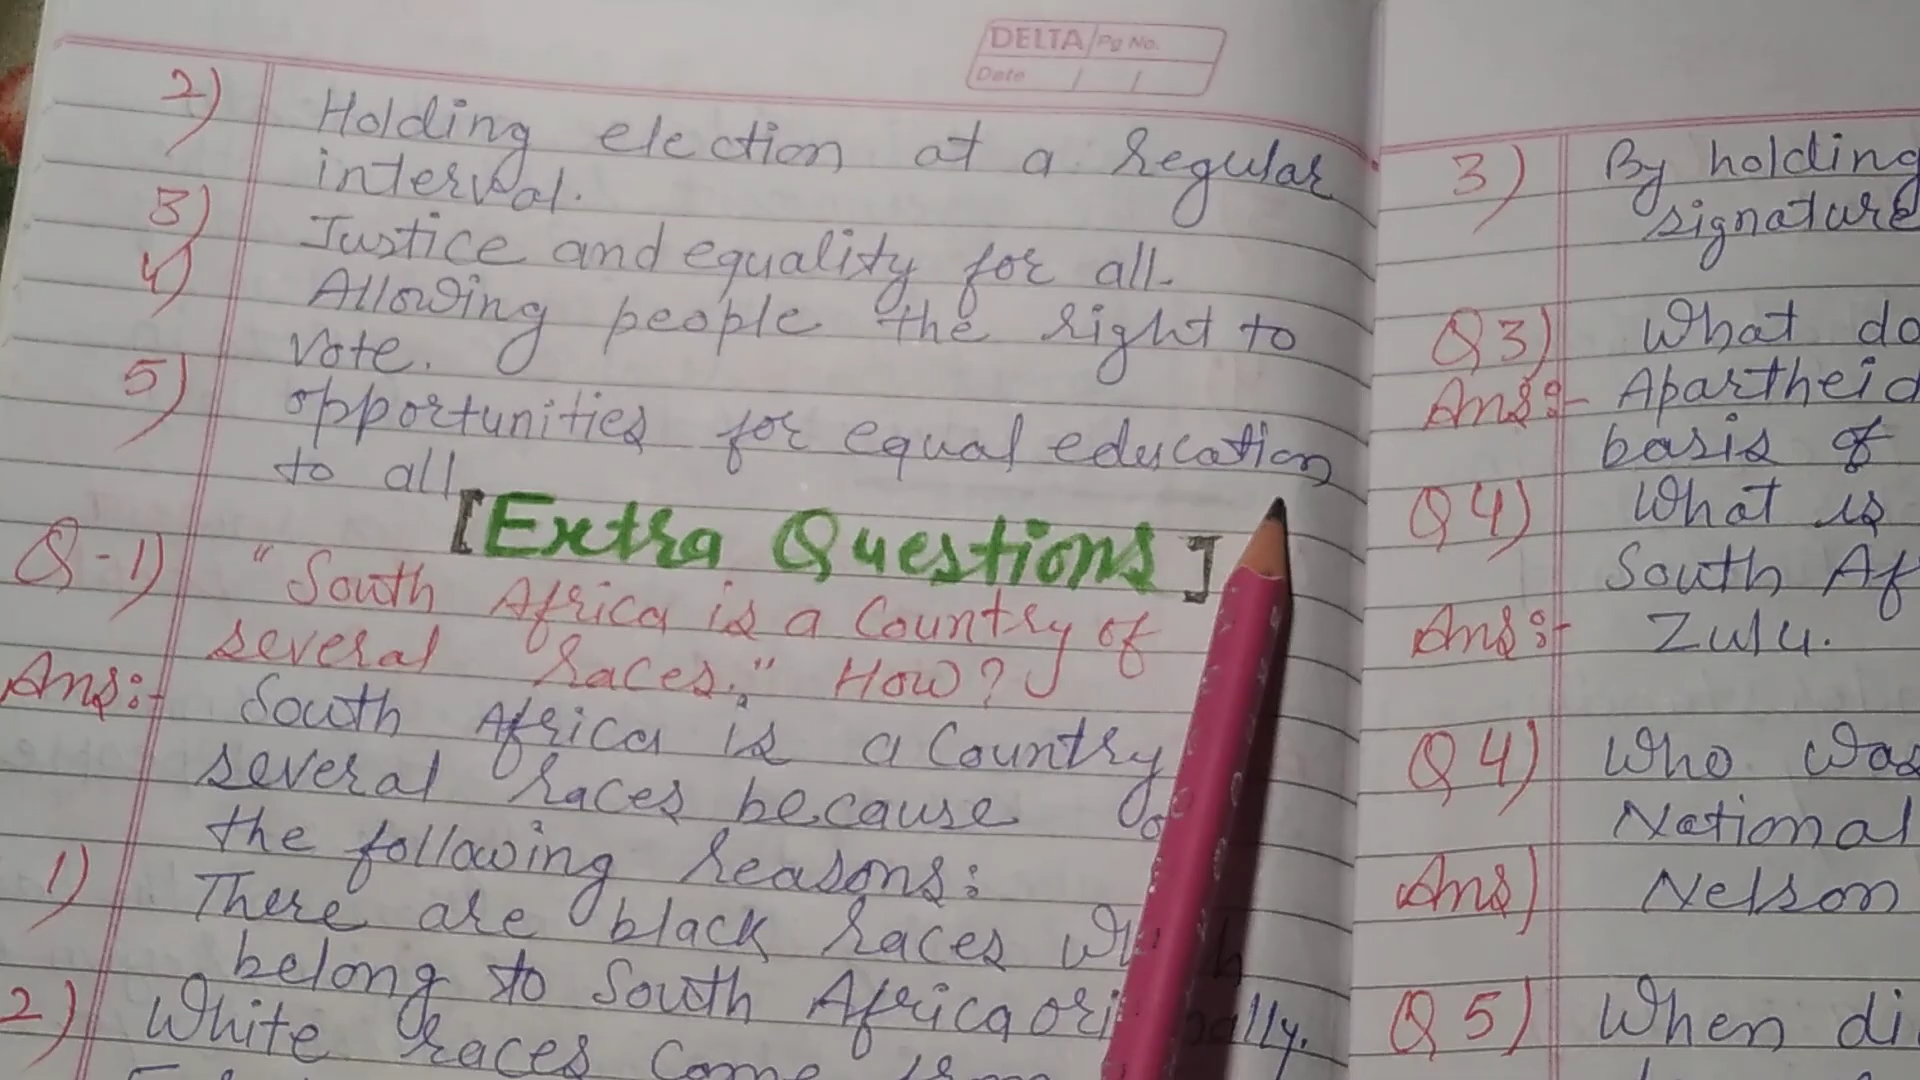 DELTA Pg No.
Date / /
2) Holding election at a regular
interval.
3) Justice and equality for all.
4) Allowing people the right to
vote.
5) opportunities for equal education
to all
[Extra Questions]
Q-1) "South Africa is a Country of
several races." How?
Ans:- South Africa is a Country
several races because of
the following reasons:
1) There are black races
belong to South Africa
2) White races come from
3) By holding
signature
Q3) What do
Ans:- Apartheid
basis of
Q4) What is
South Af
Ans:- Zulu.
Q4) Who was
National
Ans) Nelson
Q5) When di